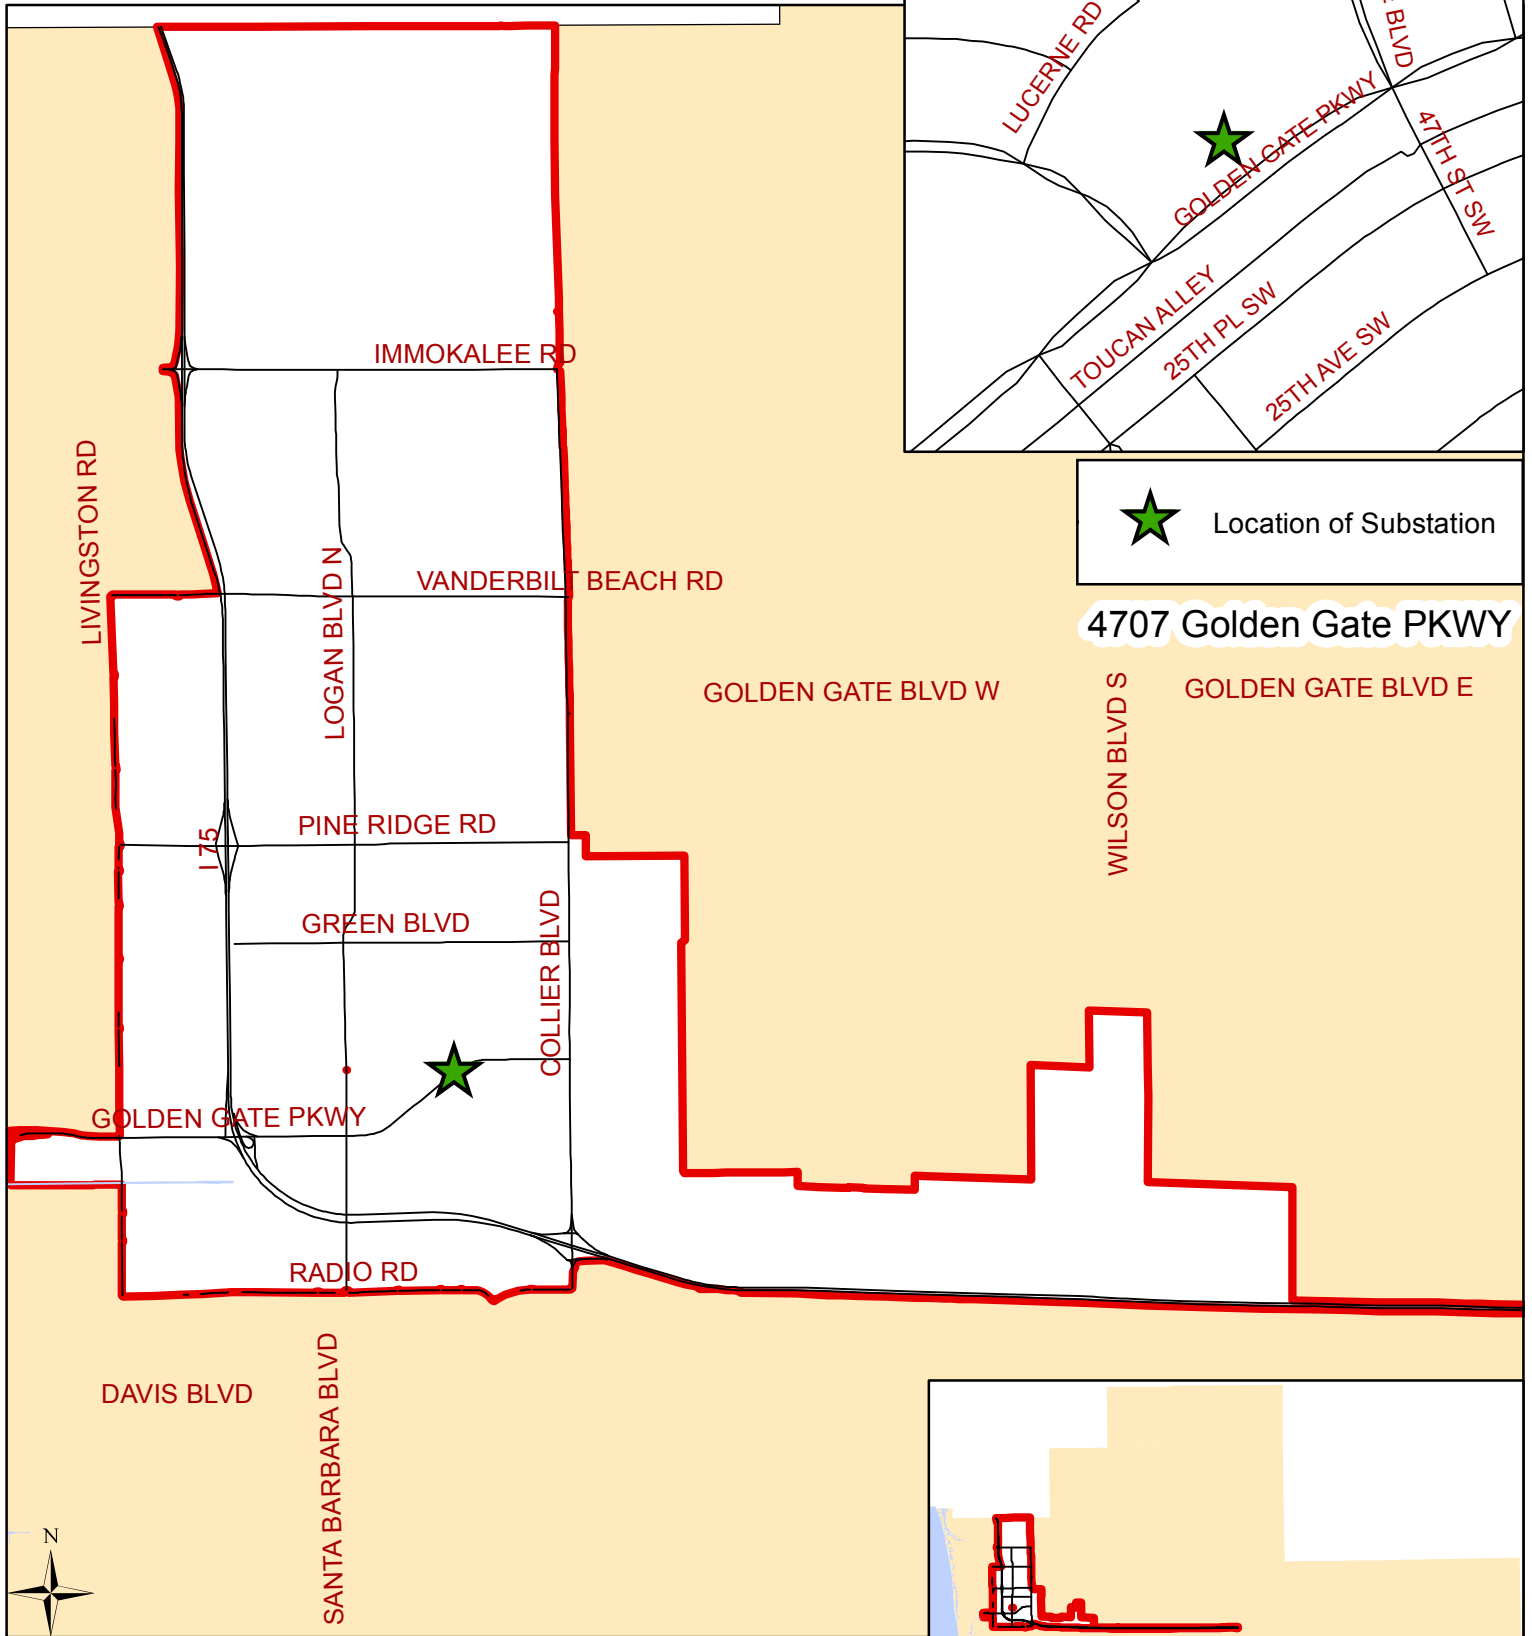 LUCERNE RD
E BLVD
GOLDEN GATE PKWY
47TH ST SW
TOUCAN ALLEY
25TH PL SW
25TH AVE SW
Location of Substation
4707 Golden Gate PKWY
IMMOKALEE RD
LIVINGSTON RD
LOGAN BLVD N
VANDERBILT BEACH RD
GOLDEN GATE BLVD W
WILSON BLVD S
GOLDEN GATE BLVD E
I 75
PINE RIDGE RD
GREEN BLVD
COLLIER BLVD
GOLDEN GATE PKWY
RADIO RD
DAVIS BLVD
SANTA BARBARA BLVD
N